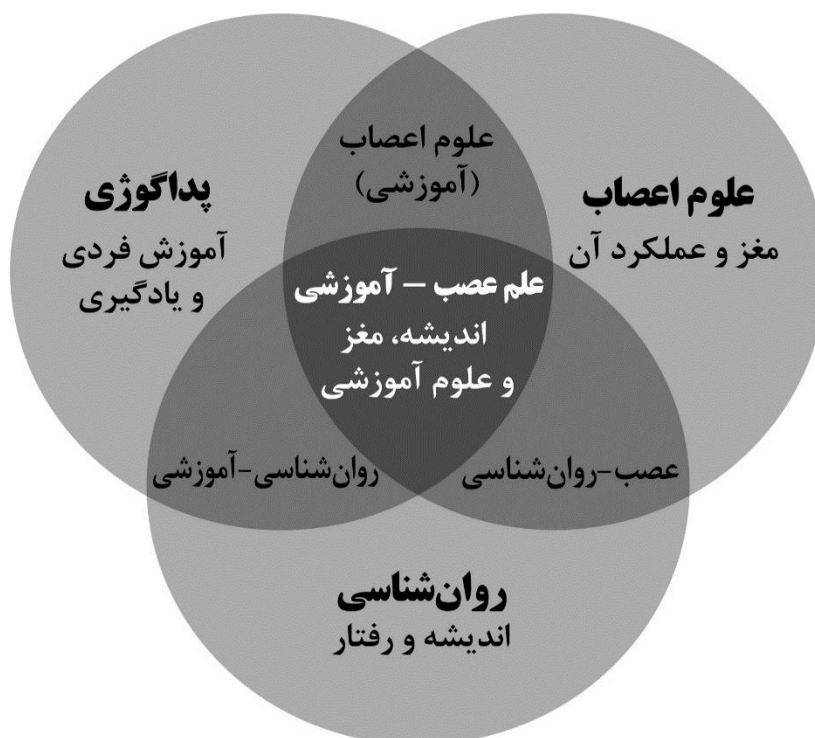 علوم اعصاب
(آموزشی)
علوم اعصاب
مغز و عملکرد آن
پداگوژی
آموزش فردی
و یادگیری
علم عصب – آموزشی
اندیشه، مغز
و علوم آموزشی
عصب-روان‌شناسی
روان‌شناسی-آموزشی
روان‌شناسی
اندیشه و رفتار